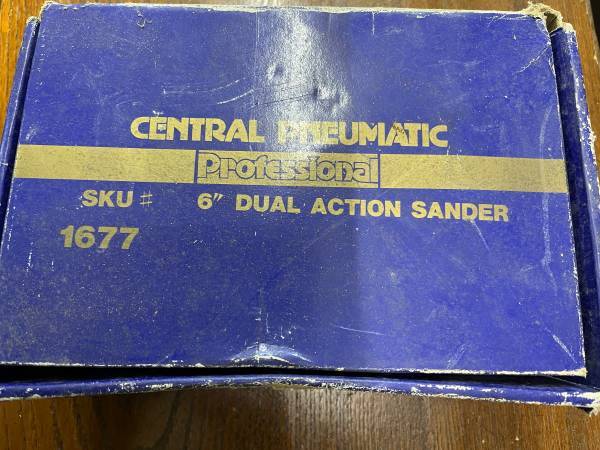 CENTRAL PNEUMATIC
Professional
SKU # 6" DUAL ACTION SANDER
1677